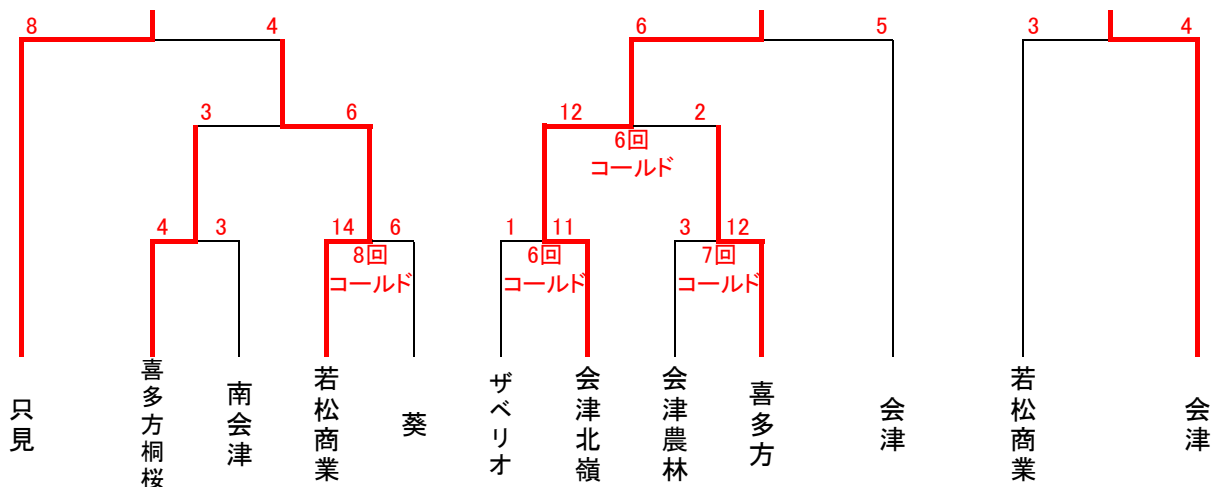 8 4 6 5 3 4
3 6 12 2
6回
コールド
4 3 14 6 1 11 3 12
8回 6回 7回
コールド コールド コールド
只見
喜多方桐桜
南会津
若松商業
葵
ザベリオ
会津北嶺
会津農林
喜多方
会津
若松商業
会津